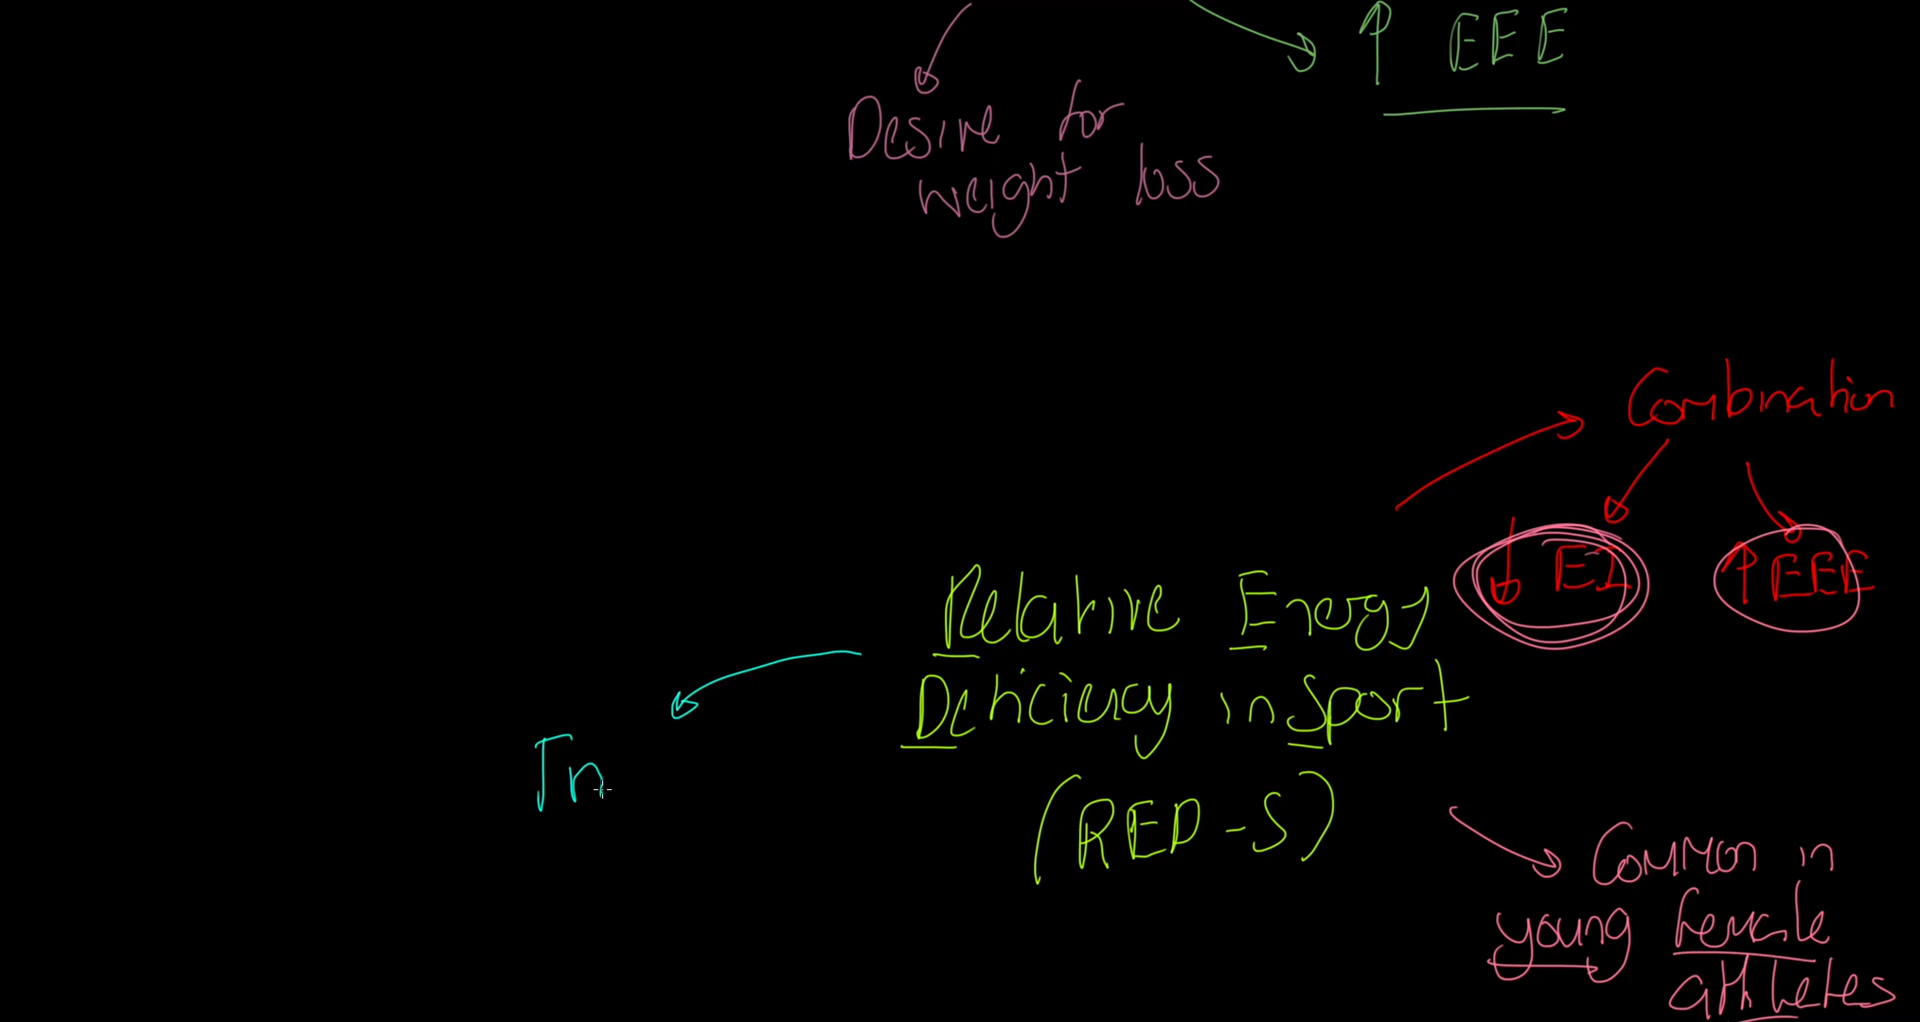 ↑ EEE
Desire for
weight loss
Combination
↓ EI ↑ EEE
Relative Energy
Deficiency in Sport
(RED-S)
In
Common in
young female
athletes